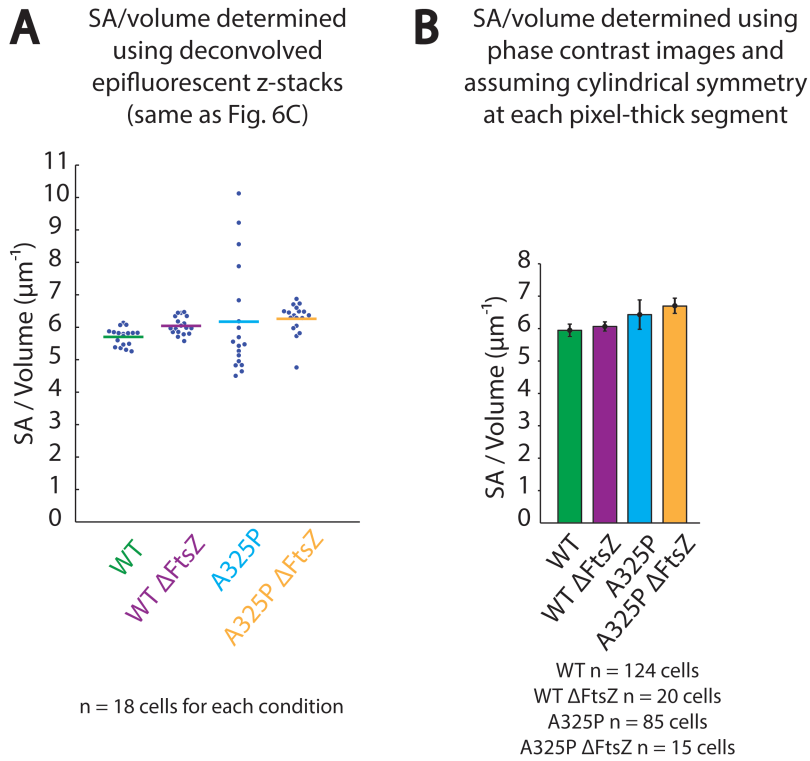 A
SA/volume determined
using deconvolved
epifluorescent z-stacks
(same as Fig. 6C)
11
10
9
8
7
6
5
4
3
2
1
0
SA / Volume (µm⁻¹)
WT
WT ΔFtsZ
A325P
A325P ΔFtsZ
n = 18 cells for each condition
B
SA/volume determined using
phase contrast images and
assuming cylindrical symmetry
at each pixel-thick segment
8
7
6
5
4
3
2
1
0
SA / Volume (µm⁻¹)
WT
WT ΔFtsZ
A325P
A325P ΔFtsZ
WT n = 124 cells
WT ΔFtsZ n = 20 cells
A325P n = 85 cells
A325P ΔFtsZ n = 15 cells